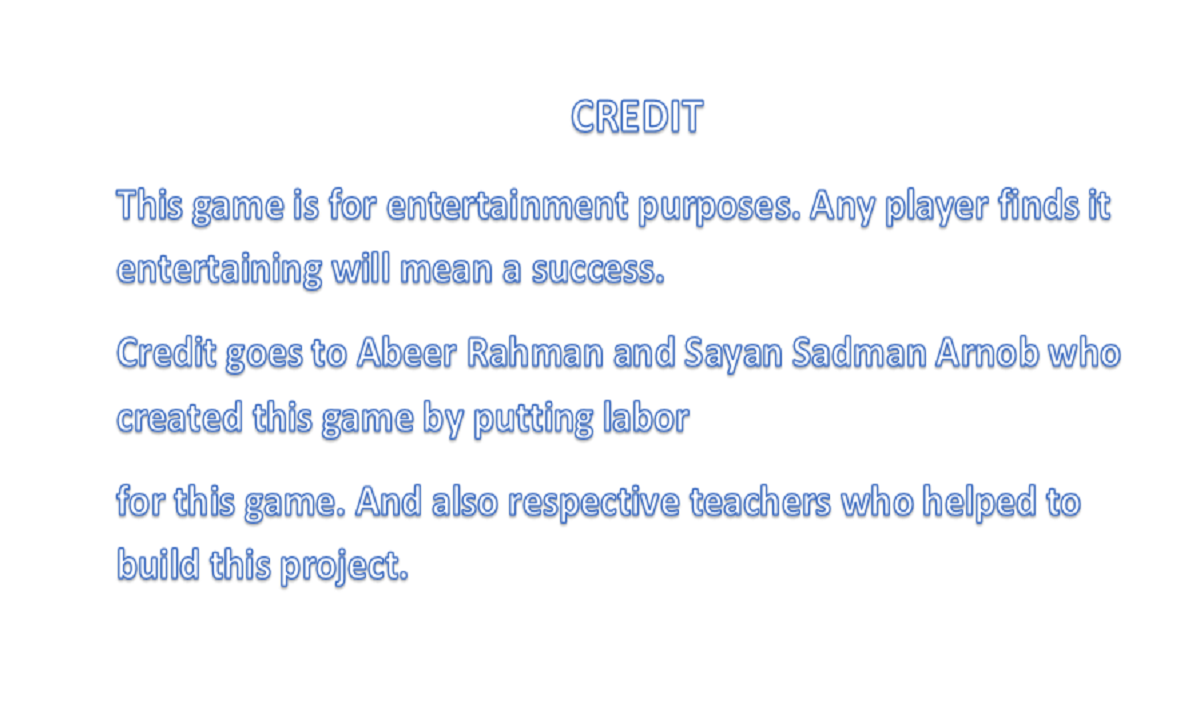 CREDIT
This game is for entertainment purposes. Any player finds it
entertaining will mean a success.
Credit goes to Abeer Rahman and Sayan Sadman Arnob who
created this game by putting labor
for this game. And also respective teachers who helped to
build this project.